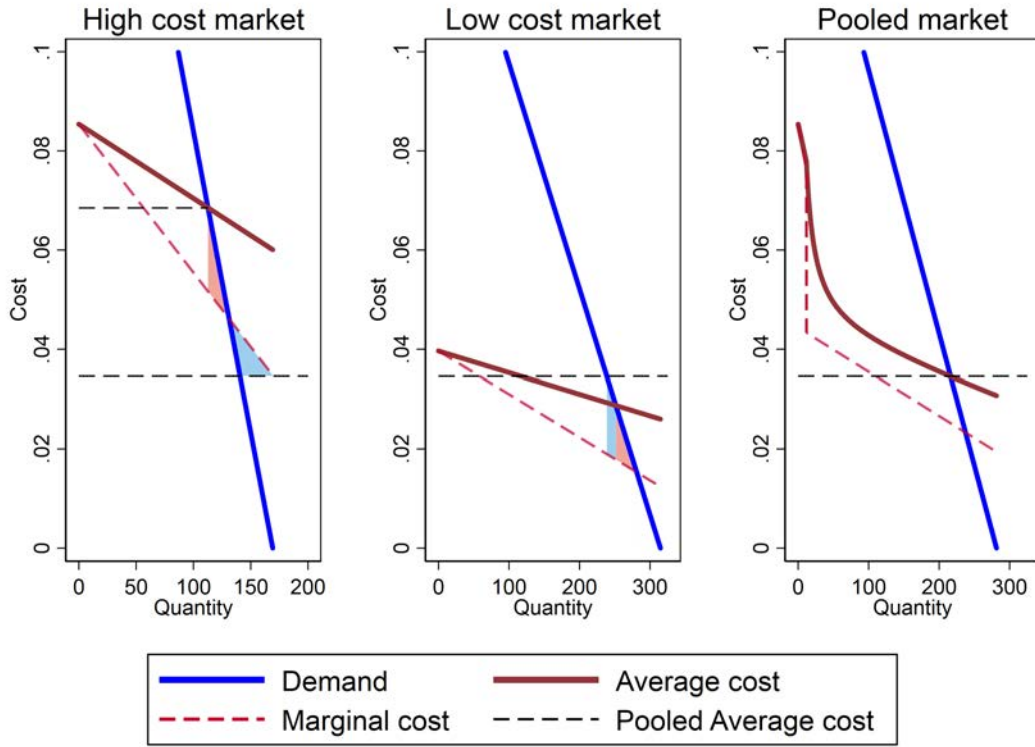 High cost market
Low cost market
Pooled market
Cost
0
.02
.04
.06
.08
.1
0
50
100
150
200
Quantity
Cost
0
.02
.04
.06
.08
.1
0
100
200
300
Quantity
Cost
0
.02
.04
.06
.08
.1
0
100
200
300
Quantity
Demand
Average cost
Marginal cost
Pooled Average cost